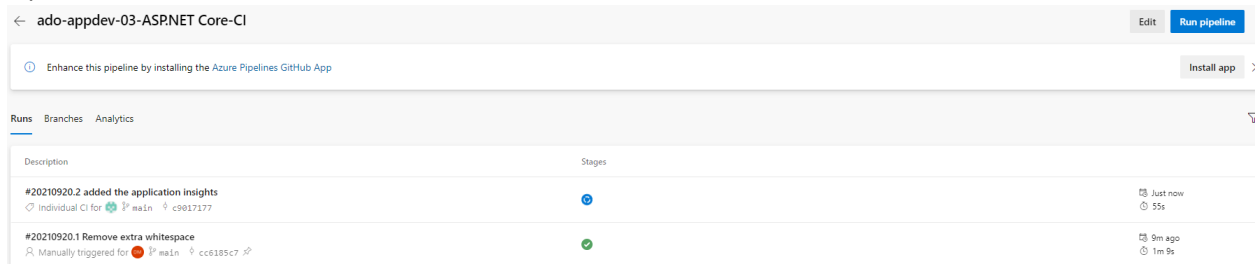 ado-appdev-03-ASP.NET Core-CI
Edit
Run pipeline
Enhance this pipeline by installing the Azure Pipelines GitHub App
Install app
Runs Branches Analytics
Description
Stages
#20210920.2 added the application insights
Individual CI for main c9017177
Just now
55s
#20210920.1 Remove extra whitespace
Manually triggered for main cc6185c7
9m ago
1m 9s